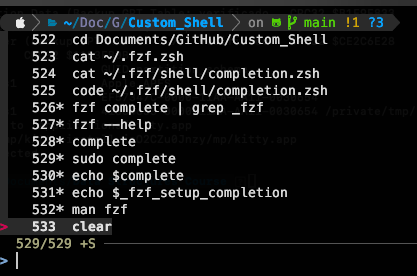 ~/Doc/G/Custom_Shell on main !1 ?3
522 cd Documents/GitHub/Custom_Shell
523 cat ~/.fzf.zsh
524 cat ~/.fzf/shell/completion.zsh
525 code ~/.fzf/shell/completion.zsh
526* fzf complete | grep _fzf
527* fzf --help
528* complete
529* sudo complete
530* echo $complete
531* echo $_fzf_setup_completion
532* man fzf
> 533 clear
529/529 +S
>